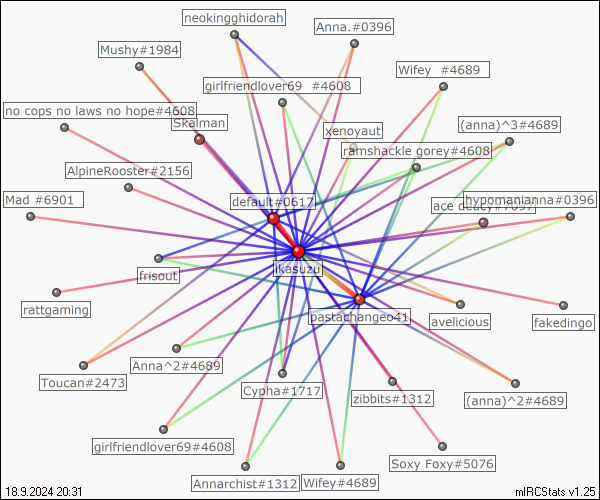 neokingghidorah
Anna.#0396
Mushy#1984
Wifey #4689
girlfriendlover69 #4608
no cops no laws no hope#4608
Skalman
xenoyaut
(anna)^3#4689
ramshackle gorey#4608
AlpineRooster#2156
Mad #6901
default#0617
hypomanianna#0396
ace
likasuzu
frisout
rattgaming
pastachangeo41
avelicious
fakedingo
Anna^2#4689
Toucan#2473
Cypha#1717
zibbits#1312
(anna)^2#4689
girlfriendlover69#4608
Soxy Foxy#5076
Annarchist#1312
Wifey#4689
18.9.2024 20:31
mIRCStats v1.25